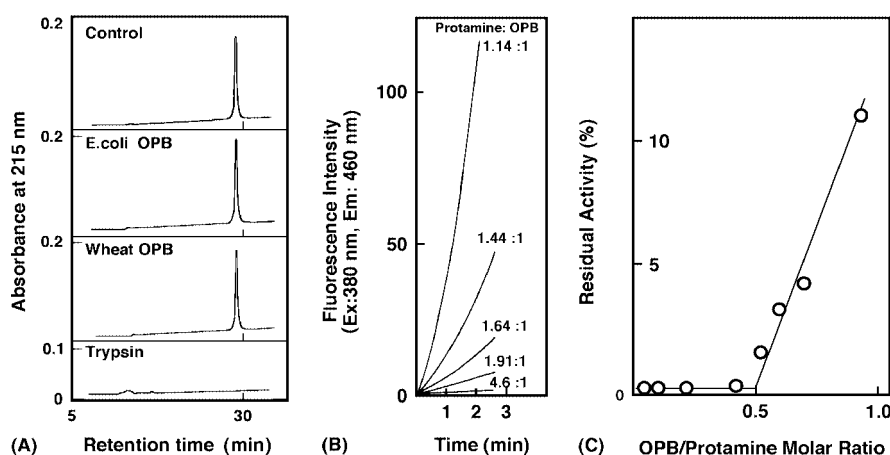 0.2
Control
0.2
E.coli OPB
0.2
Wheat OPB
0.1
Trypsin
0
5
30
Absorbance at 215 nm
(A)
Retention time (min)
Protamine: OPB
1.14 :1
100
1.44 :1
50
1.64 :1
1.91:1
4.6 :1
0
1
2
3
Fluorescence Intensity
(Ex:380 nm, Em: 460 nm)
(B)
Time (min)
10
5
0
0.5
1.0
Residual Activity (%)
(C)
OPB/Protamine Molar Ratio